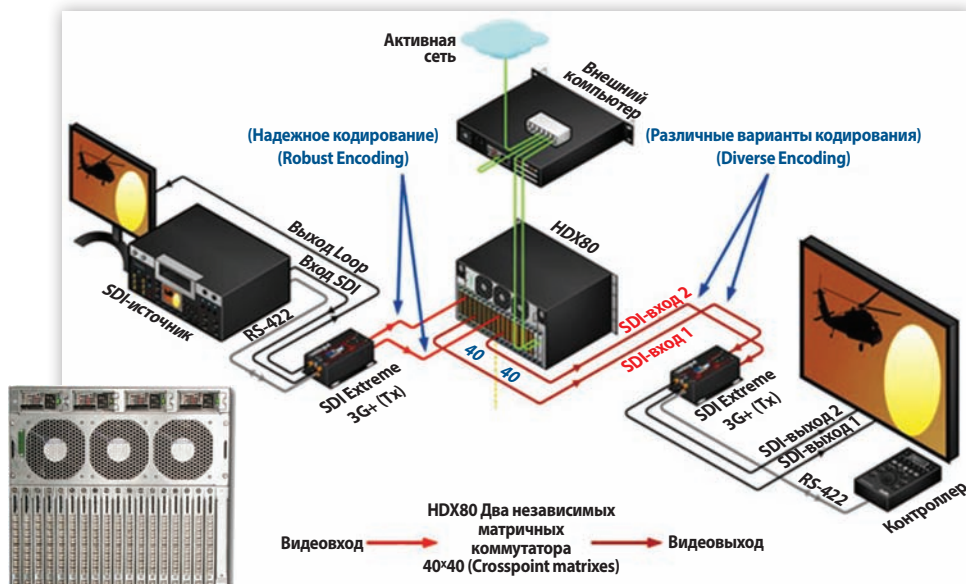 Активная
сеть
Внешний
компьютер
(Надежное кодирование)
(Robust Encoding)
(Различные варианты кодирования)
(Diverse Encoding)
HDX80
Выход Loop
Вход SDI
SDI-источник
RS-422
SDI Extreme
3G+ (Tx)
40
40
SDI-вход 2
SDI-вход 1
SDI Extreme
3G+ (Tx)
SDI-выход 2
SDI-выход 1
RS-422
Контроллер
Видеовход
HDX80 Два независимых
матричных
коммутатора
40x40 (Crosspoint matrixes)
Видеовыход